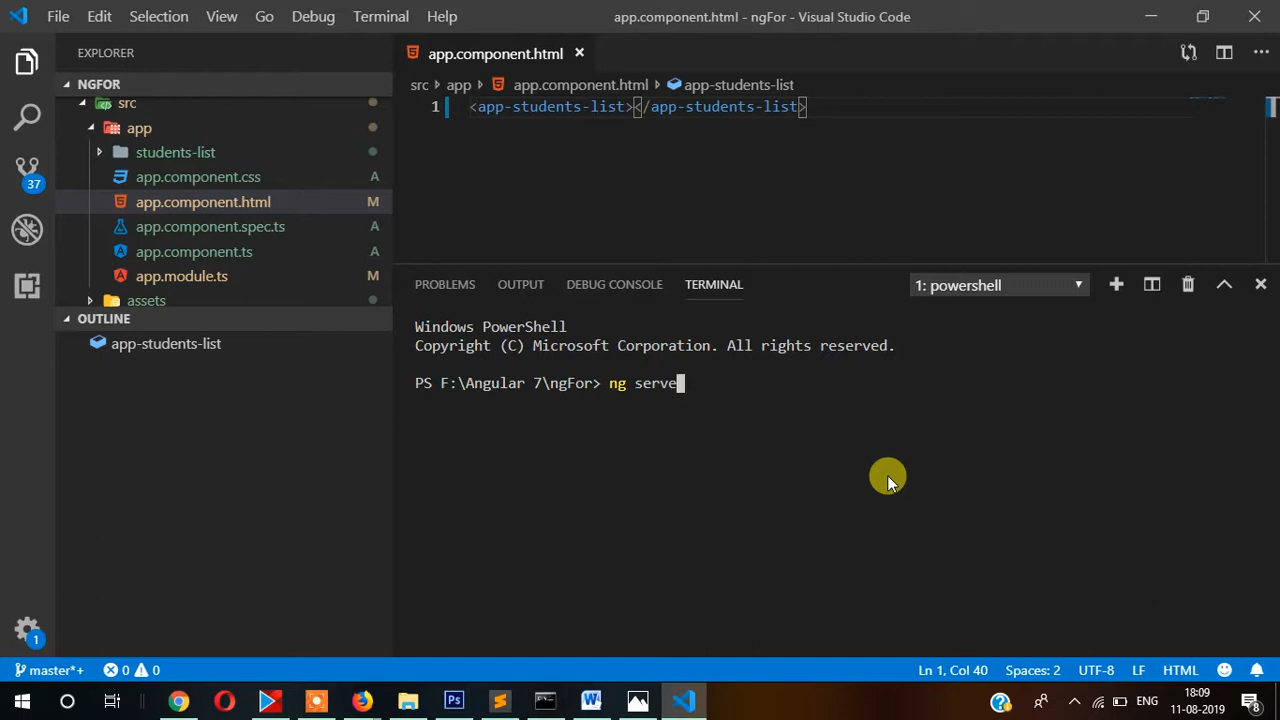 File Edit Selection View Go Debug Terminal Help app.component.html - ngFor - Visual Studio Code
EXPLORER
app.component.html
NGFOR
src
app
students-list
app.component.css A
app.component.html M
app.component.spec.ts A
app.component.ts A
app.module.ts M
assets
OUTLINE
app-students-list
37
1
src app app.component.html app-students-list
1 <app-students-list></app-students-list>
PROBLEMS OUTPUT DEBUG CONSOLE TERMINAL 1: powershell
Windows PowerShell
Copyright (C) Microsoft Corporation. All rights reserved.
PS F:\Angular 7\ngFor> ng serve
master*+ 0 0 Ln 1, Col 40 Spaces: 2 UTF-8 LF HTML
ENG
18:09
11-08-2019
8